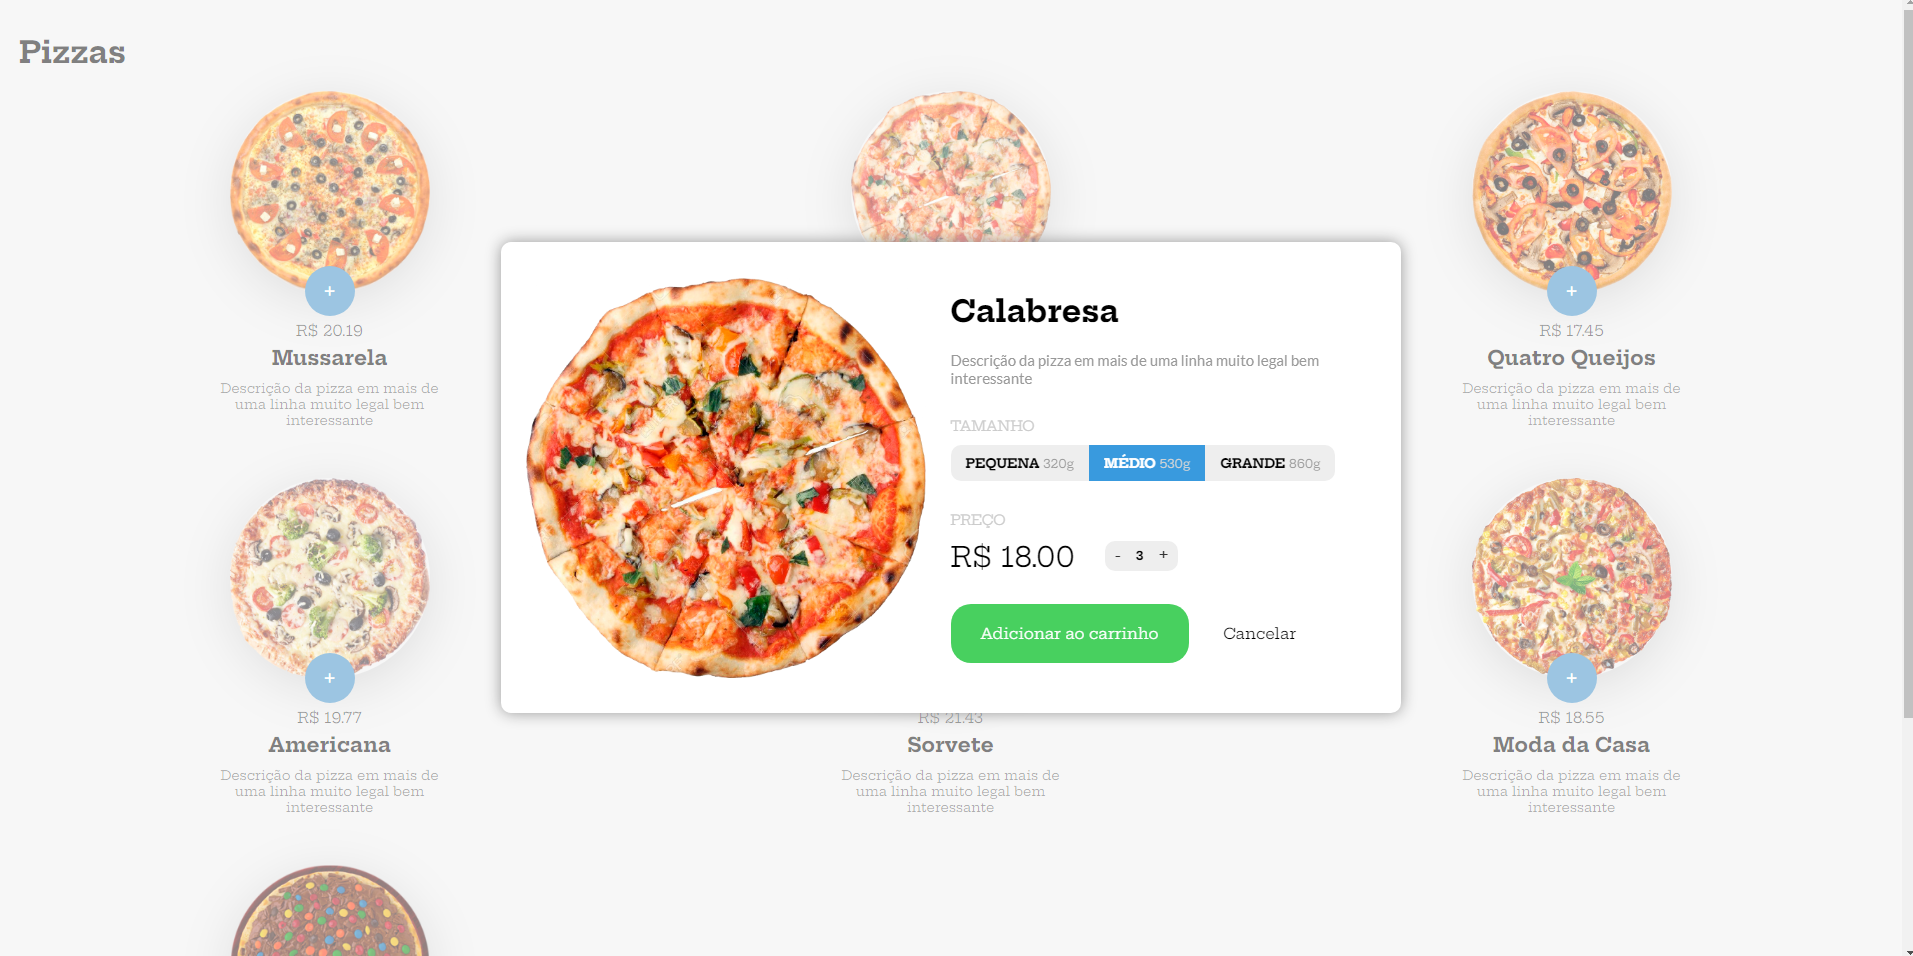 Pizzas
+
R$ 20.19
Mussarela
Descrição da pizza em mais de
uma linha muito legal bem
interessante
+
R$ 17.45
Quatro Queijos
Descrição da pizza em mais de
uma linha muito legal bem
interessante
Calabresa
Descrição da pizza em mais de uma linha muito legal bem
interessante
TAMANHO
PEQUENA 320g MÉDIO 530g GRANDE 860g
PREÇO
R$ 18.00 - 3 +
Adicionar ao carrinho Cancelar
+
R$ 19.77
Americana
Descrição da pizza em mais de
uma linha muito legal bem
interessante
R$ 21.43
Sorvete
Descrição da pizza em mais de
uma linha muito legal bem
interessante
+
R$ 18.55
Moda da Casa
Descrição da pizza em mais de
uma linha muito legal bem
interessante